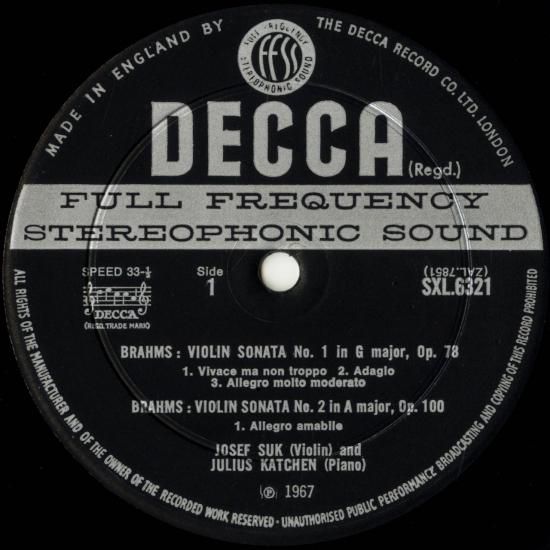 MADE IN ENGLAND BY
THE DECCA RECORD CO. LTD. LONDON
FULL FREQUENCY
FFSS
STEREOPHONIC SOUND
DECCA
(Regd.)
FULL FREQUENCY
STEREOPHONIC SOUND
SPEED 33-⅓
Side
1
(ZAL.7851)
SXL.6321
DECCA
(REGD. TRADE MARK)
BRAHMS : VIOLIN SONATA No. 1 in G major, Op. 78
1. Vivace ma non troppo 2. Adagio
3. Allegro molto moderato
BRAHMS : VIOLIN SONATA No. 2 in A major, Op. 100
1. Allegro amabile
JOSEF SUK (Violin) and
JULIUS KATCHEN (Piano)
℗ 1967
ALL RIGHTS OF THE MANUFACTURER AND OF THE OWNER OF THE RECORDED WORK RESERVED · UNAUTHORISED PUBLIC PERFORMANCE BROADCASTING AND COPYING OF THIS RECORD PROHIBITED